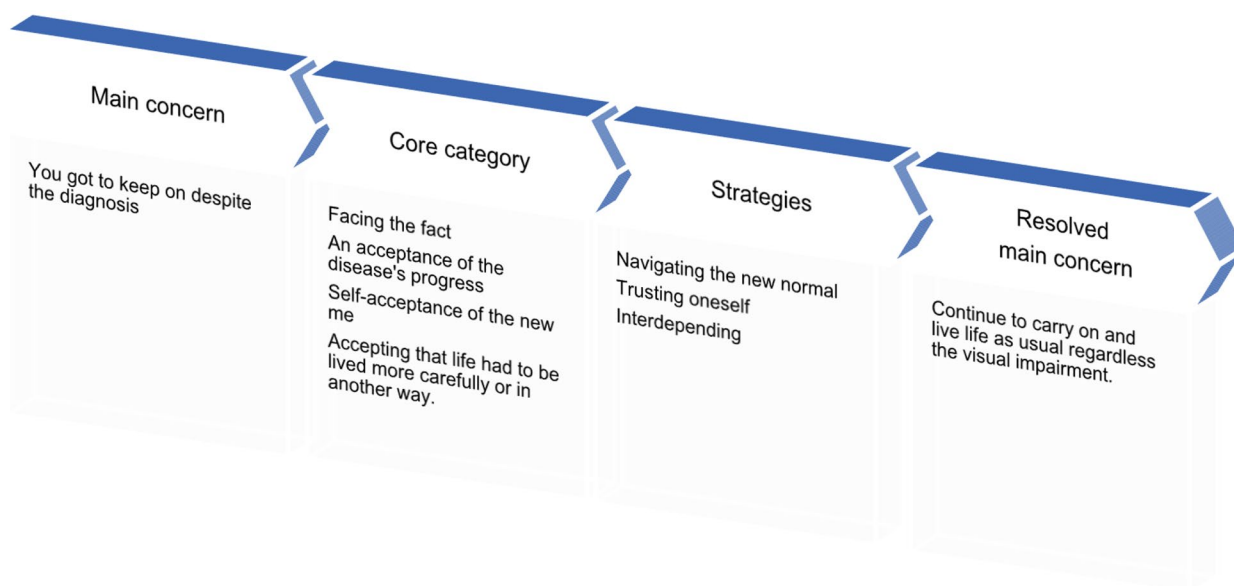 Main concern
You got to keep on despite
the diagnosis
Core category
Facing the fact
An acceptance of the
disease's progress
Self-acceptance of the new
me
Accepting that life had to be
lived more carefully or in
another way.
Strategies
Navigating the new normal
Trusting oneself
Interdepending
Resolved
main concern
Continue to carry on and
live life as usual regardless
the visual impairment.